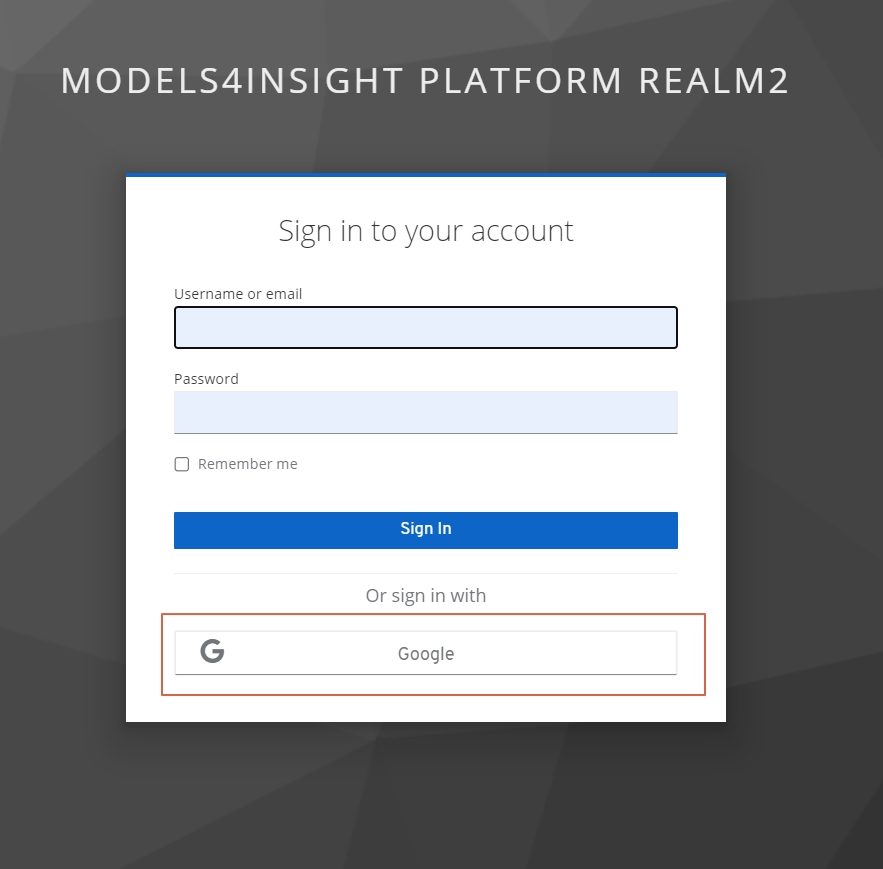 MODELS4INSIGHT PLATFORM REALM2
Sign in to your account
Username or email
Password
Remember me
Sign In
Or sign in with
Google